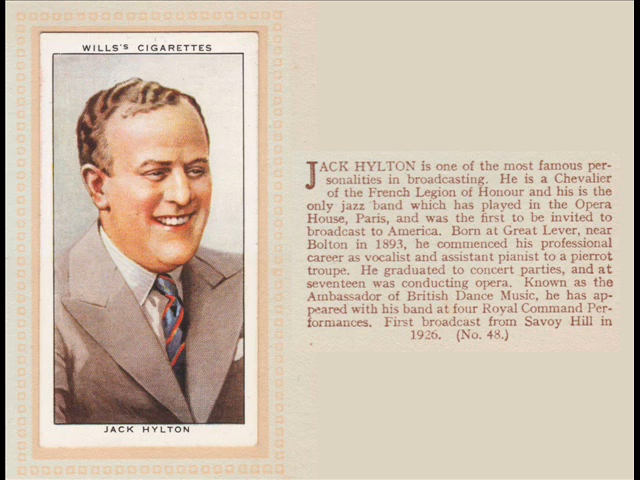 WILLS'S CIGARETTES
JACK HYLTON
JACK HYLTON is one of the most famous per-
sonalities in broadcasting. He is a Chevalier
of the French Legion of Honour and his is the
only jazz band which has played in the Opera
House, Paris, and was the first to be invited to
broadcast to America. Born at Great Lever, near
Bolton in 1893, he commenced his professional
career as vocalist and assistant pianist to a pierrot
troupe. He graduated to concert parties, and at
seventeen was conducting opera. Known as the
Ambassador of British Dance Music, he has ap-
peared with his band at four Royal Command Per-
formances. First broadcast from Savoy Hill in
1926. (No. 48.)